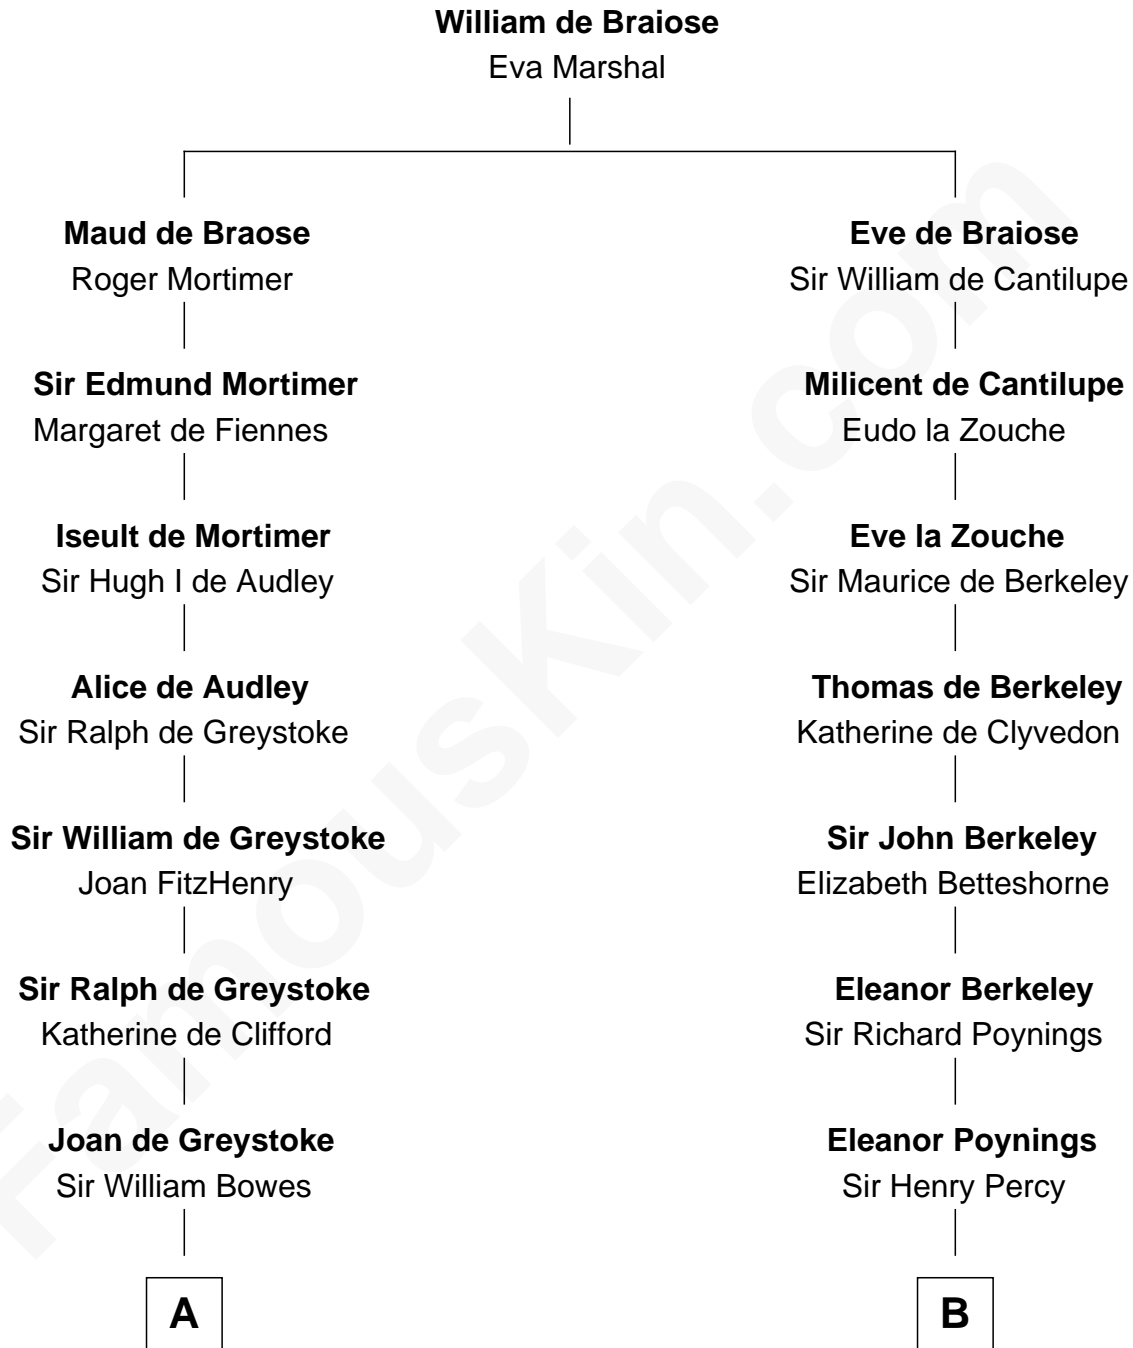 William de Braiose
Eva Marshal
Maud de Braose
Roger Mortimer
Eve de Braiose
Sir William de Cantilupe
Sir Edmund Mortimer
Margaret de Fiennes
Milicent de Cantilupe
Eudo la Zouche
Iseult de Mortimer
Sir Hugh I de Audley
Eve la Zouche
Sir Maurice de Berkeley
Alice de Audley
Sir Ralph de Greystoke
Thomas de Berkeley
Katherine de Clyvedon
Sir William de Greystoke
Joan FitzHenry
Sir John Berkeley
Elizabeth Betteshorne
Sir Ralph de Greystoke
Katherine de Clifford
Eleanor Berkeley
Sir Richard Poynings
Joan de Greystoke
Sir William Bowes
Eleanor Poynings
Sir Henry Percy
A
B
FamousKin.com